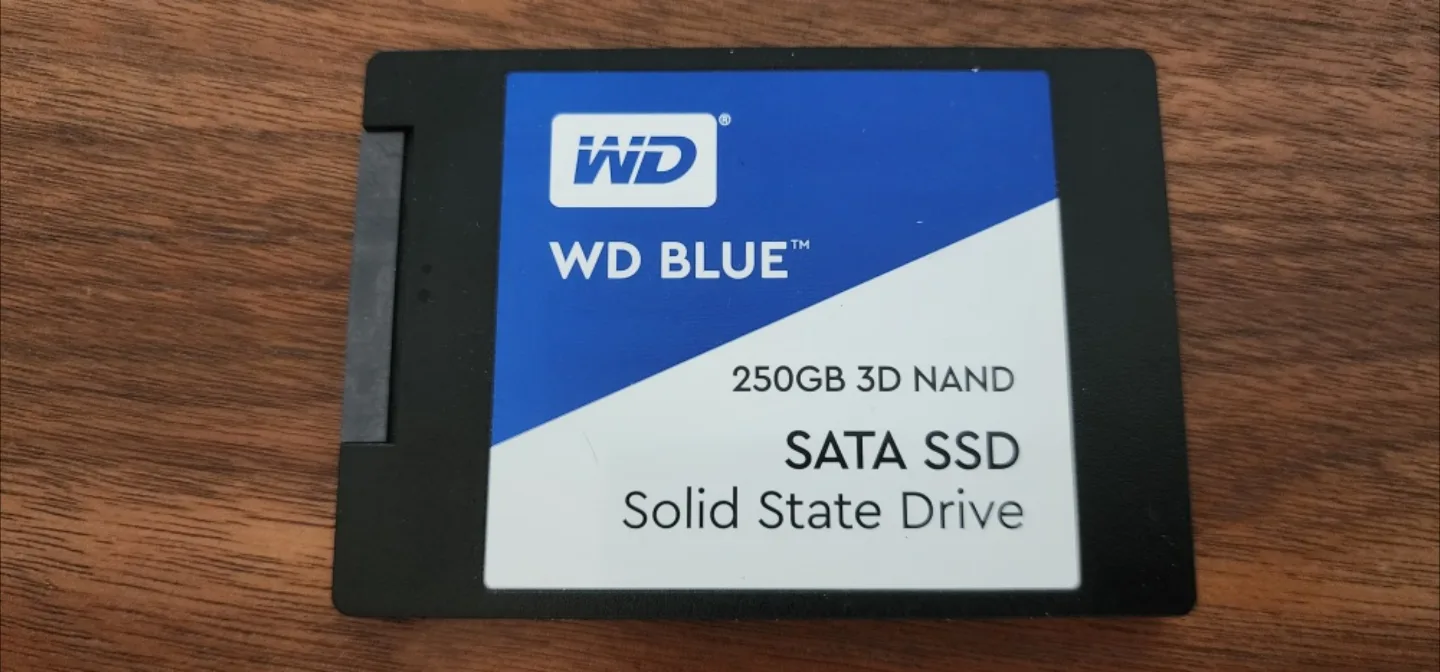 WD®
WD BLUE™
250GB 3D NAND
SATA SSD
Solid State Drive